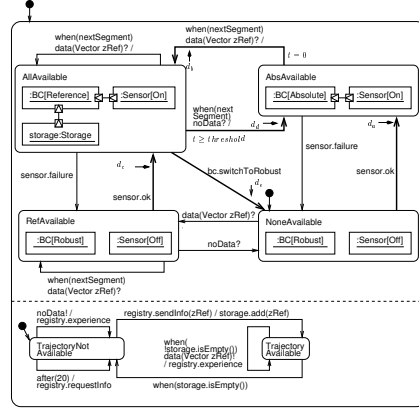 when(nextSegment)
data(Vector zRef)? /
when(nextSegment)
data(Vector zRef)? /
t = 0
d_b
AllAvailable
:BC[Reference]
:Sensor[On]
storage:Storage
when(next
Segment)
noData? /
t ≥ threshold
d_d
d_a
AbsAvailable
:BC[Absolute]
:Sensor[On]
sensor.failure
sensor.ok
bc.switchToRobust
sensor.failure
sensor.ok
RefAvailable
:BC[Robust]
:Sensor[Off]
data(Vector zRef)?
noData?
NoneAvailable
:BC[Robust]
:Sensor[Off]
when(nextSegment)
data(Vector zRef)?
noData! /
registry.experience
registry.sendInfo(zRef) / storage.add(zRef)
TrajectoryNot
Available
when(
!storage.isEmpty())
data(Vector zRef)!
/ registry.experience
Trajectory
Available
after(20) /
registry.requestInfo
when(storage.isEmpty())